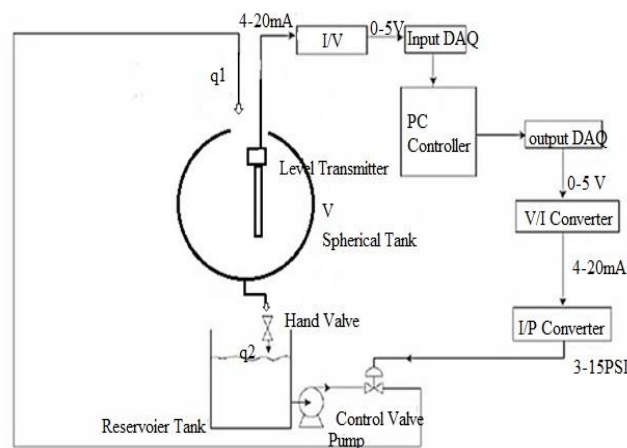 4-20mA
I/V
0-5V
Input DAQ
q1
PC
Controller
output DAQ
Level Transmitter
0-5 V
V
V/I Converter
Spherical Tank
4-20mA
Hand Valve
I/P Converter
q2
3-15PSI
Reservoier Tank
Control Valve
Pump